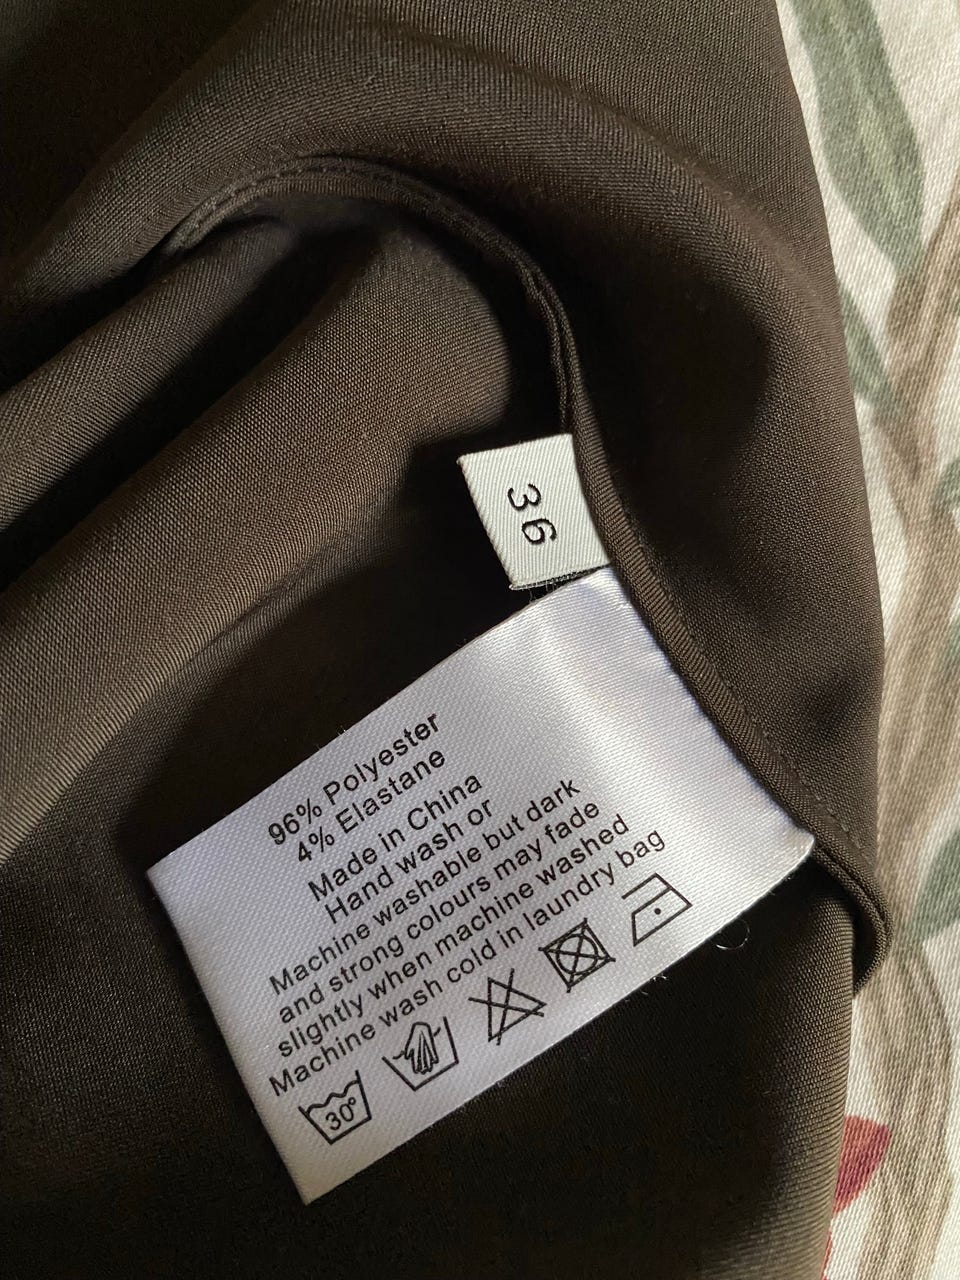 36
96% Polyester
4% Elastane
Made in China
Hand wash or
Machine washable but dark
and strong colours may fade
slightly when machine washed
Machine wash cold in laundry bag
30°